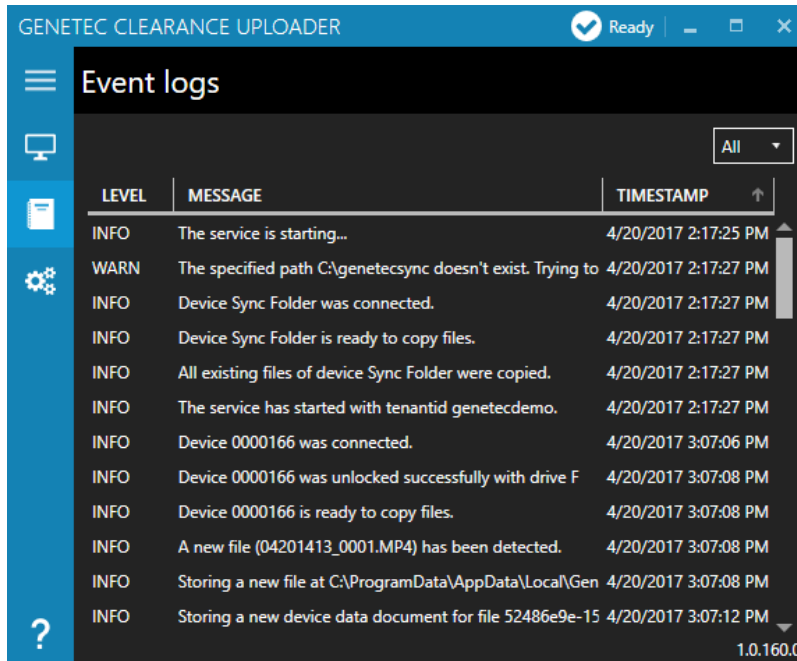 GENETEC CLEARANCE UPLOADER Ready
Event logs
All
LEVEL MESSAGE TIMESTAMP
INFO The service is starting... 4/20/2017 2:17:25 PM
WARN The specified path C:\genetecsync doesn't exist. Trying to 4/20/2017 2:17:27 PM
INFO Device Sync Folder was connected. 4/20/2017 2:17:27 PM
INFO Device Sync Folder is ready to copy files. 4/20/2017 2:17:27 PM
INFO All existing files of device Sync Folder were copied. 4/20/2017 2:17:27 PM
INFO The service has started with tenantid genetecdemo. 4/20/2017 2:17:27 PM
INFO Device 0000166 was connected. 4/20/2017 3:07:06 PM
INFO Device 0000166 was unlocked successfully with drive F 4/20/2017 3:07:08 PM
INFO Device 0000166 is ready to copy files. 4/20/2017 3:07:08 PM
INFO A new file (04201413_0001.MP4) has been detected. 4/20/2017 3:07:08 PM
INFO Storing a new file at C:\ProgramData\AppData\Local\Gen 4/20/2017 3:07:08 PM
INFO Storing a new device data document for file 52486e9e-15 4/20/2017 3:07:12 PM
?
1.0.160.0